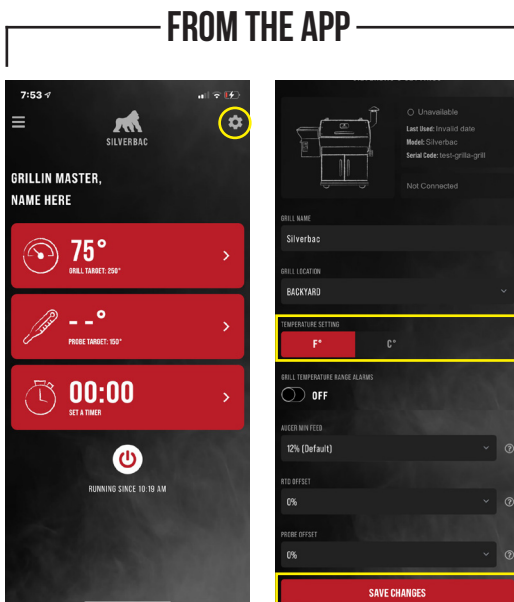 FROM THE APP
7:53
SILVERBAC
GRILLIN MASTER,
NAME HERE
75°
GRILL TARGET: 250°
- -°
PROBE TARGET: 150°
00:00
SET A TIMER
RUNNING SINCE 10:19 AM
Unavailable
Last Used: Invalid date
Model: Silverbac
Serial Code: test-grilla-grill
Not Connected
GRILL NAME
Silverbac
GRILL LOCATION
BACKYARD
TEMPERATURE SETTING
F° C°
GRILL TEMPERATURE RANGE ALARMS
OFF
AUGER MIN FEED
12% (Default)
RTD OFFSET
0%
PROBE OFFSET
0%
SAVE CHANGES